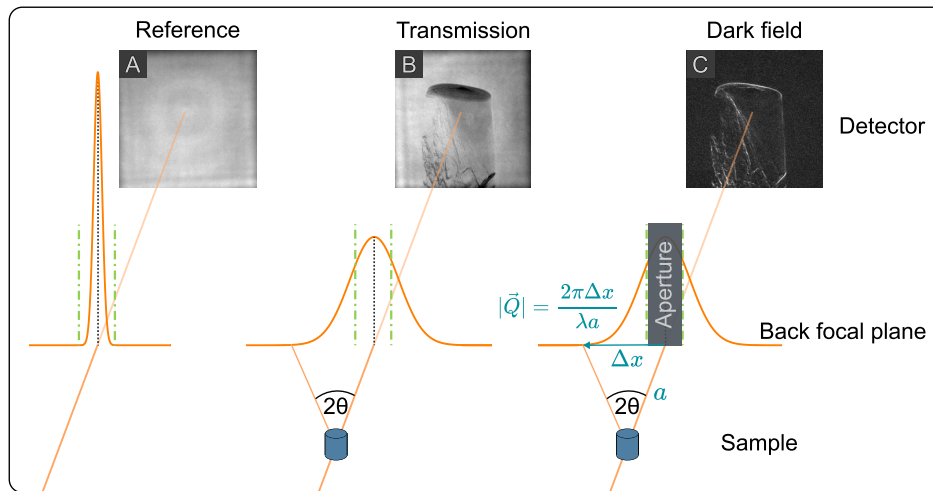 Reference
Transmission
Dark field
A
B
C
Detector
|Q⃗| = 2πΔx / λa
Aperture
Back focal plane
Δx
2θ
2θ
a
Sample